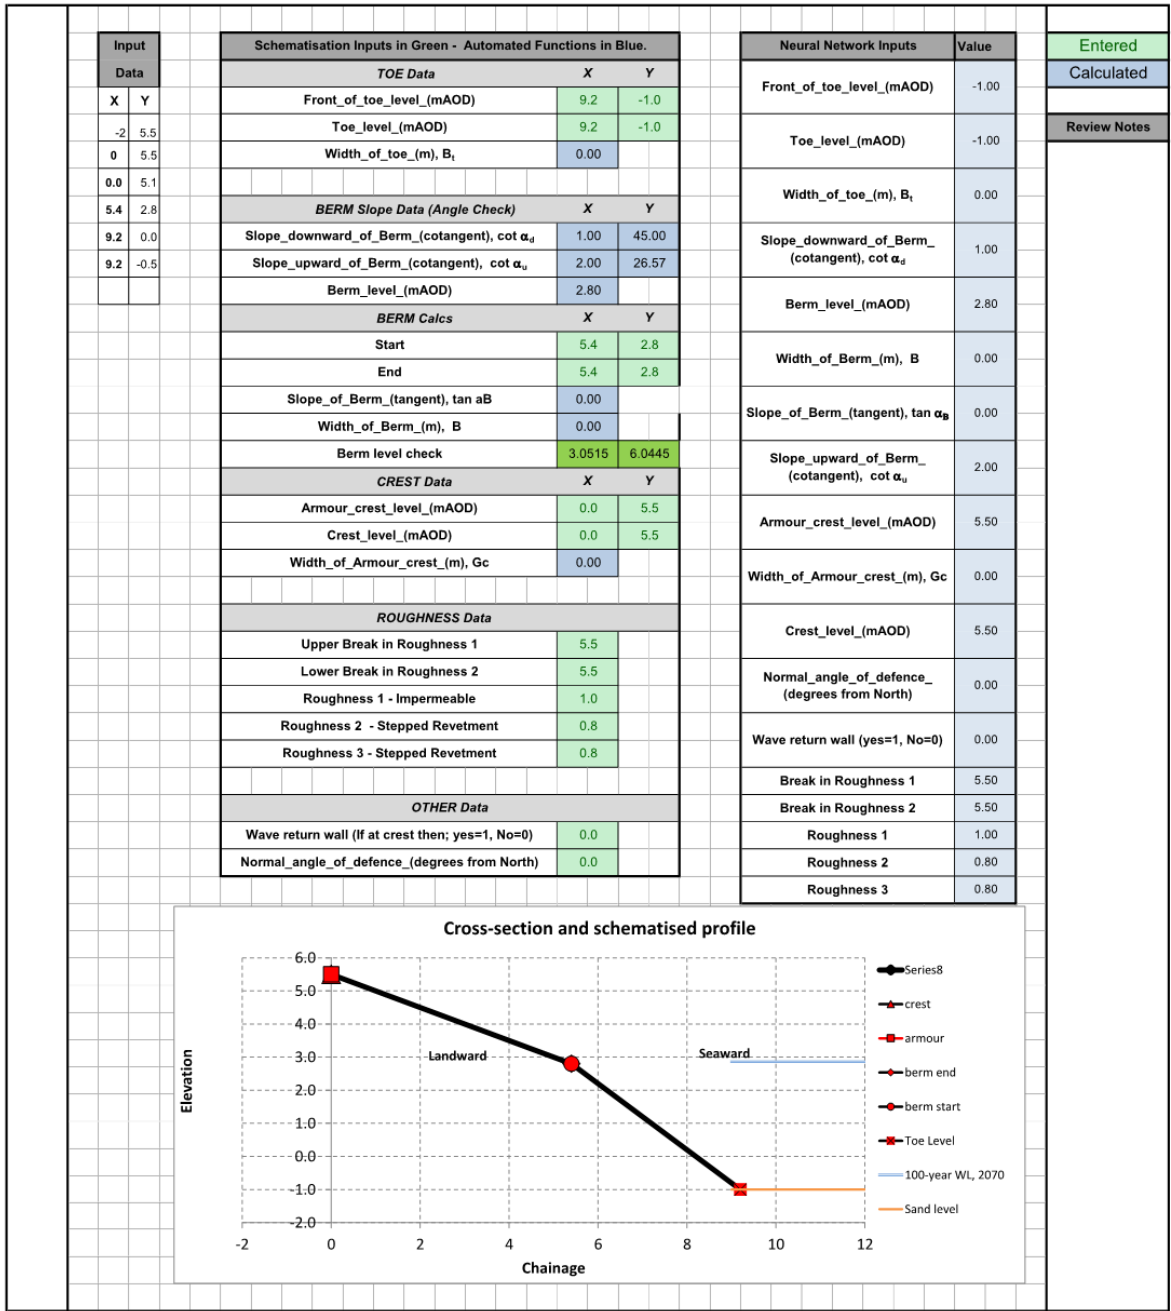 Input
Data
X Y
-2 5.5
0 5.5
0.0 5.1
5.4 2.8
9.2 0.0
9.2 -0.5
Schematisation Inputs in Green - Automated Functions in Blue.
TOE Data X Y
Front_of_toe_level_(mAOD) 9.2 -1.0
Toe_level_(mAOD) 9.2 -1.0
Width_of_toe_(m), Bt 0.00
BERM Slope Data (Angle Check) X Y
Slope_downward_of_Berm_(cotangent), cot αd 1.00 45.00
Slope_upward_of_Berm_(cotangent), cot αu 2.00 26.57
Berm_level_(mAOD) 2.80
BERM Calcs X Y
Start 5.4 2.8
End 5.4 2.8
Slope_of_Berm_(tangent), tan aB 0.00
Width_of_Berm_(m), B 0.00
Berm level check 3.0515 6.0445
CREST Data X Y
Armour_crest_level_(mAOD) 0.0 5.5
Crest_level_(mAOD) 0.0 5.5
Width_of_Armour_crest_(m), Gc 0.00
ROUGHNESS Data
Upper Break in Roughness 1 5.5
Lower Break in Roughness 2 5.5
Roughness 1 - Impermeable 1.0
Roughness 2 - Stepped Revetment 0.8
Roughness 3 - Stepped Revetment 0.8
OTHER Data
Wave return wall (If at crest then; yes=1, No=0) 0.0
Normal_angle_of_defence_(degrees from North) 0.0
Neural Network Inputs Value
Front_of_toe_level_(mAOD) -1.00
Toe_level_(mAOD) -1.00
Width_of_toe_(m), Bt 0.00
Slope_downward_of_Berm_
(cotangent), cot αd 1.00
Berm_level_(mAOD) 2.80
Width_of_Berm_(m), B 0.00
Slope_of_Berm_(tangent), tan αB 0.00
Slope_upward_of_Berm_
(cotangent), cot αu 2.00
Armour_crest_level_(mAOD) 5.50
Width_of_Armour_crest_(m), Gc 0.00
Crest_level_(mAOD) 5.50
Normal_angle_of_defence_
(degrees from North) 0.00
Wave return wall (yes=1, No=0) 0.00
Break in Roughness 1 5.50
Break in Roughness 2 5.50
Roughness 1 1.00
Roughness 2 0.80
Roughness 3 0.80
Entered
Calculated
Review Notes
Cross-section and schematised profile
Elevation
6.0
5.0
4.0
3.0
2.0
1.0
0.0
-1.0
-2.0
Landward
Seaward
-2 0 2 4 6 8 10 12
Chainage
Series8
crest
armour
berm end
berm start
Toe Level
100-year WL, 2070
Sand level